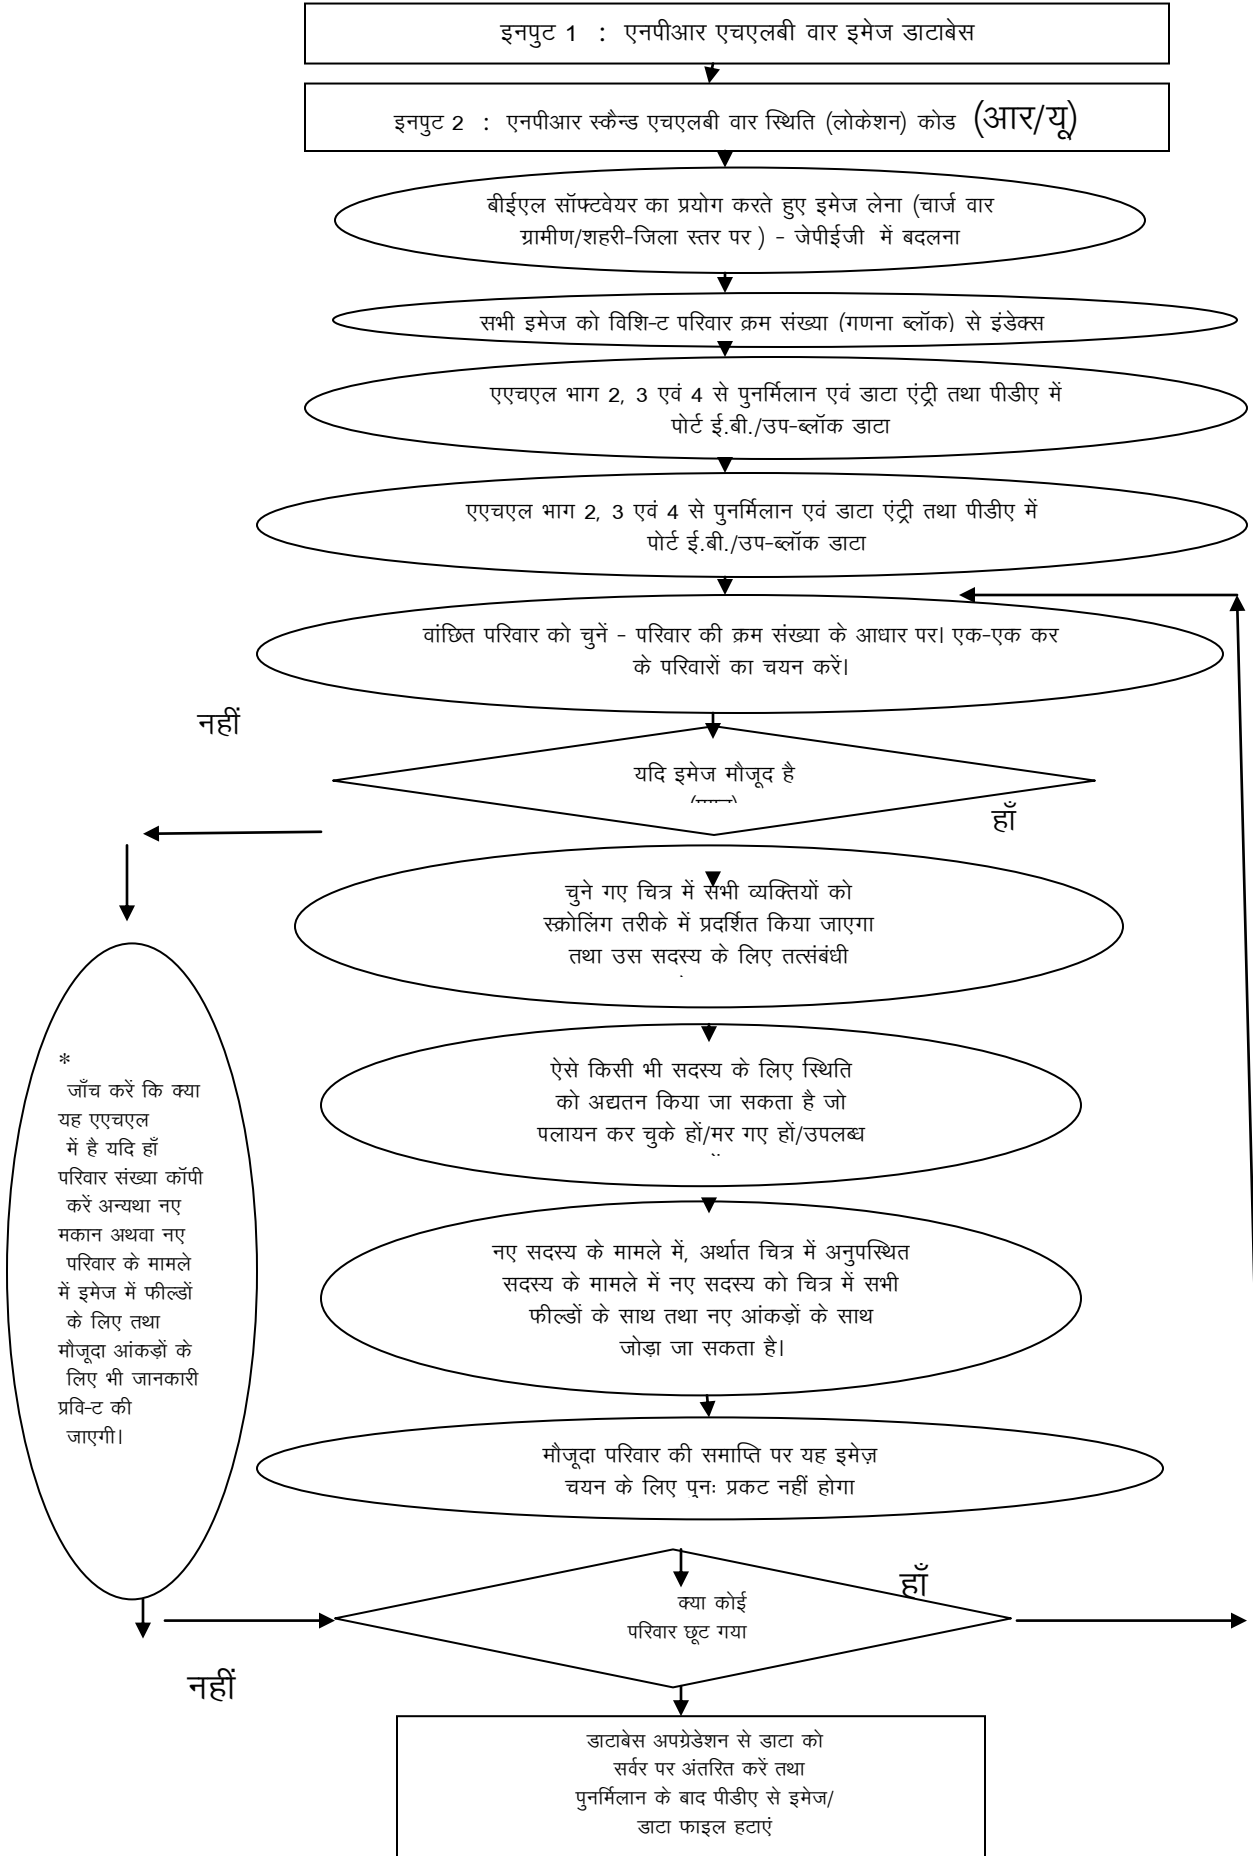 इनपुट 1 : एनपीआर एचएलबी वार इमेज डाटाबेस
इनपुट 2 : एनपीआर स्कैन्ड एचएलबी वार स्थिति (लोकेशन) कोड (आर/यू)
बीईएल सॉफ्टवेयर का प्रयोग करते हुए इमेज लेना (चार्ज वार
ग्रामीण/शहरी-जिला स्तर पर ) - जेपीईजी में बदलना
सभी इमेज को विशि-ट परिवार क्रम संख्या (गणना ब्लॉक) से इंडेक्स
एएचएल भाग 2, 3 एवं 4 से पुनर्मिलान एवं डाटा एंट्री तथा पीडीए में
पोर्ट ई.बी./उप-ब्लॉक डाटा
एएचएल भाग 2, 3 एवं 4 से पुनर्मिलान एवं डाटा एंट्री तथा पीडीए में
पोर्ट ई.बी./उप-ब्लॉक डाटा
वांछित परिवार को चुनें - परिवार की क्रम संख्या के आधार पर। एक-एक कर
के परिवारों का चयन करें।
नहीं
यदि इमेज मौजूद है
हाँ
चुने गए चित्र में सभी व्यक्तियों को
स्क्रोलिंग तरीके में प्रदर्शित किया जाएगा
तथा उस सदस्य के लिए तत्संबंधी
ऐसे किसी भी सदस्य के लिए स्थिति
को अद्यतन किया जा सकता है जो
पलायन कर चुके हों/मर गए हों/उपलब्ध
*
जाँच करें कि क्या
यह एएचएल
में है यदि हाँ
परिवार संख्या कॉपी
करें अन्यथा नए
मकान अथवा नए
परिवार के मामले
में इमेज में फील्डों
के लिए तथा
मौजूदा आंकड़ों के
लिए भी जानकारी
प्रवि-ट की
जाएगी।
नए सदस्य के मामले में, अर्थात चित्र में अनुपस्थित
सदस्य के मामले में नए सदस्य को चित्र में सभी
फील्डों के साथ तथा नए आंकड़ों के साथ
जोड़ा जा सकता है।
मौजूदा परिवार की समाप्ति पर यह इमेज़
चयन के लिए पुनः प्रकट नहीं होगा
हाँ
क्या कोई
परिवार छूट गया
नहीं
डाटाबेस अपग्रेडेशन से डाटा को
सर्वर पर अंतरित करें तथा
पुनर्मिलान के बाद पीडीए से इमेज/
डाटा फाइल हटाएं